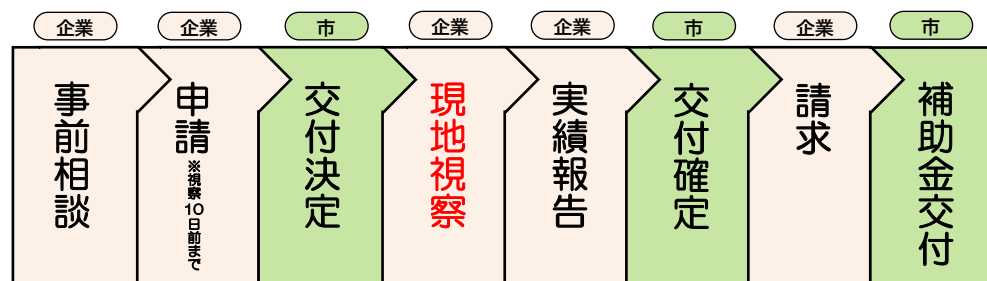 企業
事前相談
企業
申請
※視察10日前まで
市
交付決定
企業
現地視察
企業
実績報告
市
交付確定
企業
請求
市
補助金交付